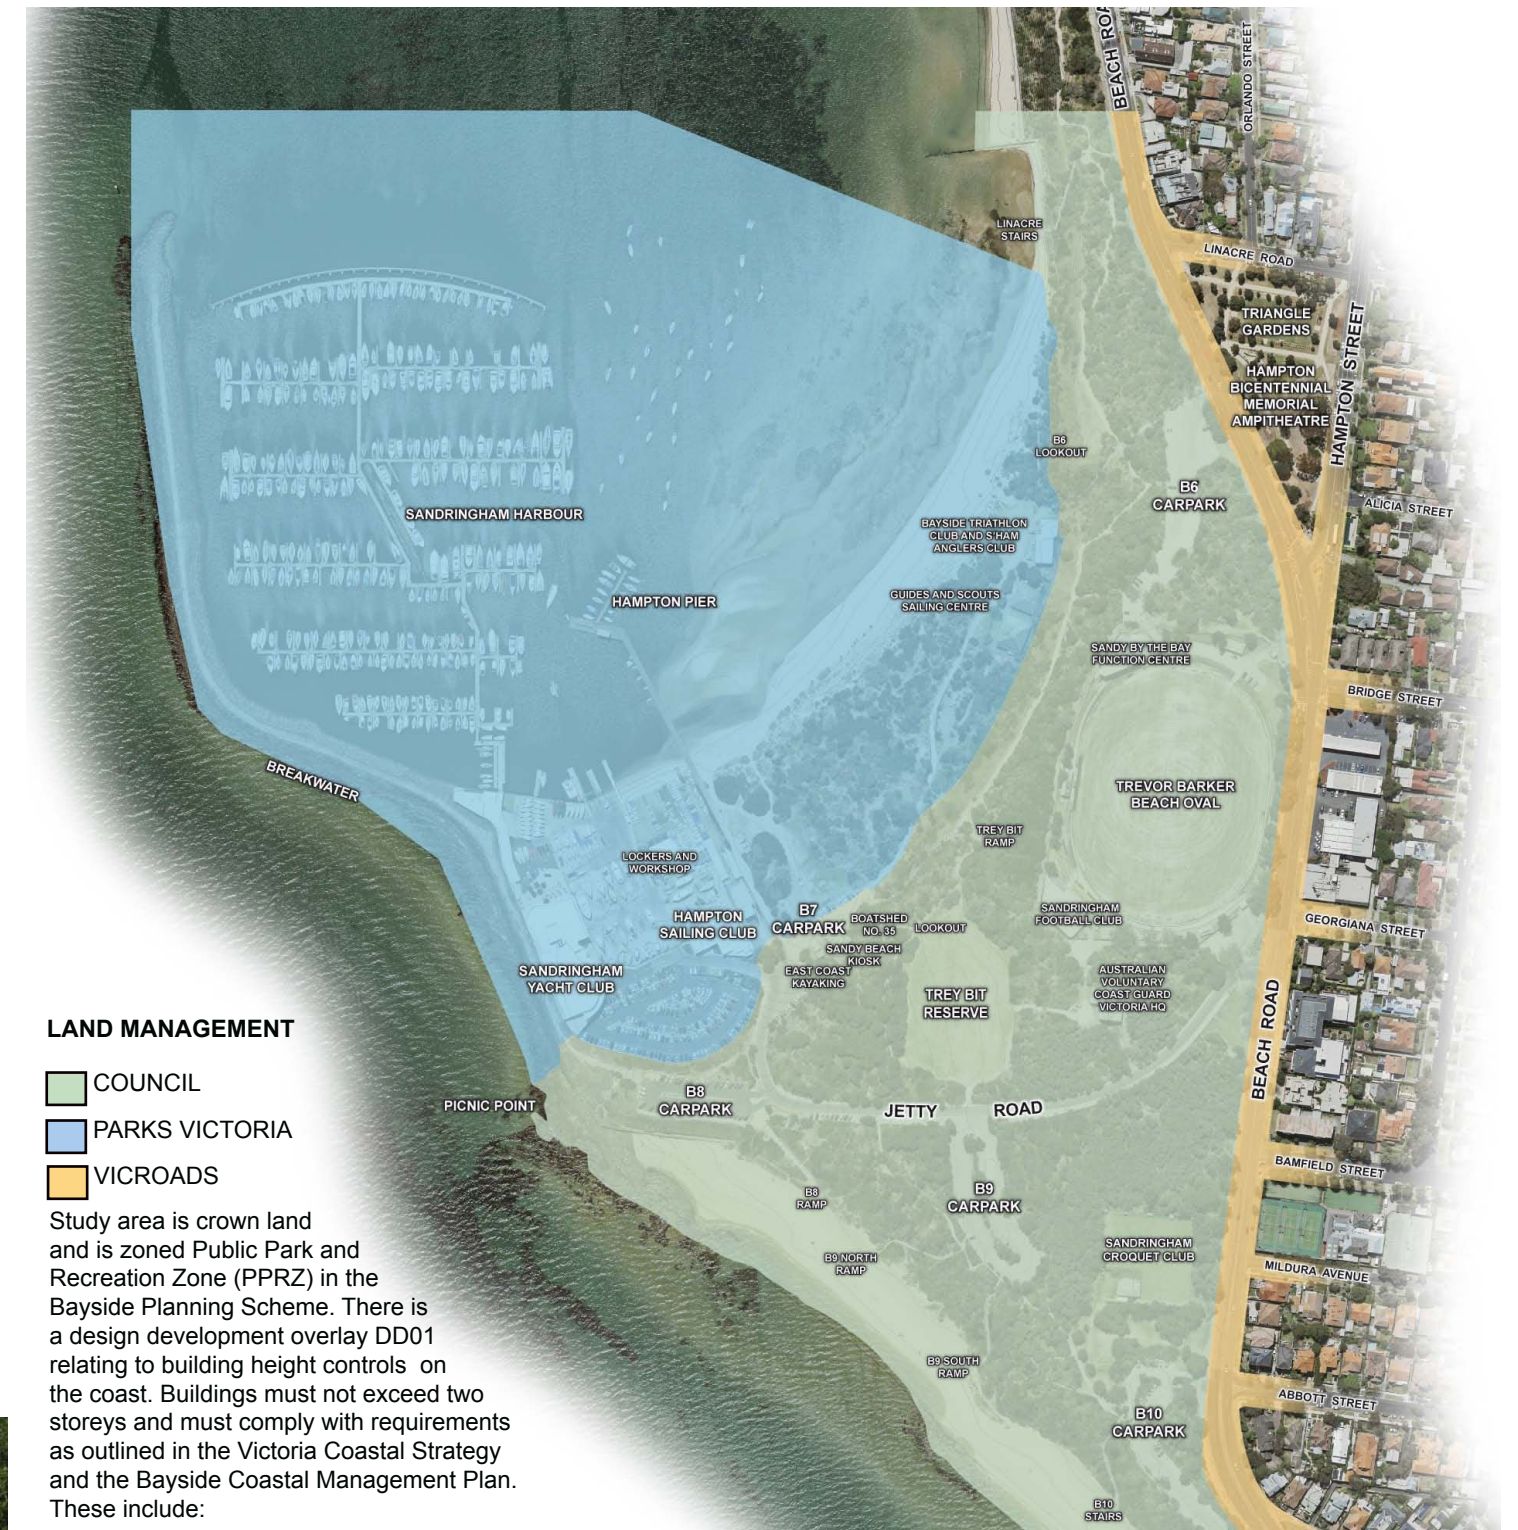 BEACH ROA
ORLANDO STREET
LINACRE
STAIRS
LINACRE ROAD
TRIANGLE
GARDENS
HAMPTON
BICENTENNIAL
MEMORIAL
AMPITHEATRE
HAMPTON STREET
B6
LOOKOUT
B6
CARPARK
ALICIA STREET
SANDRINGHAM HARBOUR
BAYSIDE TRIATHLON
CLUB AND S'HAM
ANGLERS CLUB
HAMPTON PIER
GUIDES AND SCOUTS
SAILING CENTRE
SANDY BY THE BAY
FUNCTION CENTRE
BRIDGE STREET
BREAKWATER
TREVOR BARKER
BEACH OVAL
TREY BIT
RAMP
LOCKERS AND
WORKSHOP
HAMPTON
SAILING CLUB
B7
CARPARK
BOATSHED
NO. 35
LOOKOUT
SANDRINGHAM
FOOTBALL CLUB
GEORGIANA STREET
SANDY BEACH
KIOSK
EAST COAST
KAYAKING
SANDRINGHAM
YACHT CLUB
TREY BIT
RESERVE
AUSTRALIAN
VOLUNTARY
COAST GUARD
VICTORIA HQ
BEACH ROAD
PICNIC POINT
B8
CARPARK
JETTY ROAD
BAMFIELD STREET
B8
RAMP
B9
CARPARK
B9 NORTH
RAMP
SANDRINGHAM
CROQUET CLUB
MILDURA AVENUE
B9 SOUTH
RAMP
ABBOTT STREET
B10
CARPARK
B10
STAIRS
LAND MANAGEMENT
COUNCIL
PARKS VICTORIA
VICROADS
Study area is crown land
and is zoned Public Park and
Recreation Zone (PPRZ) in the
Bayside Planning Scheme. There is
a design development overlay DD01
relating to building height controls on
the coast. Buildings must not exceed two
storeys and must comply with requirements
as outlined in the Victoria Coastal Strategy
and the Bayside Coastal Management Plan.
These include: